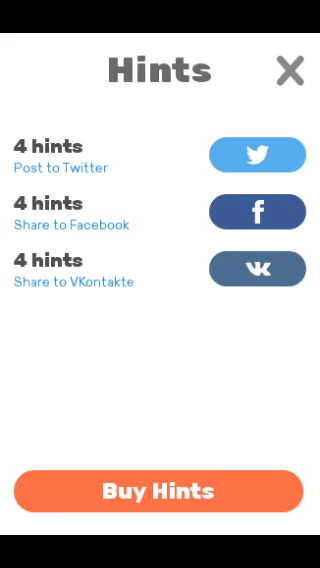 Hints
4 hints
Post to Twitter
4 hints
Share to Facebook
4 hints
Share to VKontakte
Buy Hints